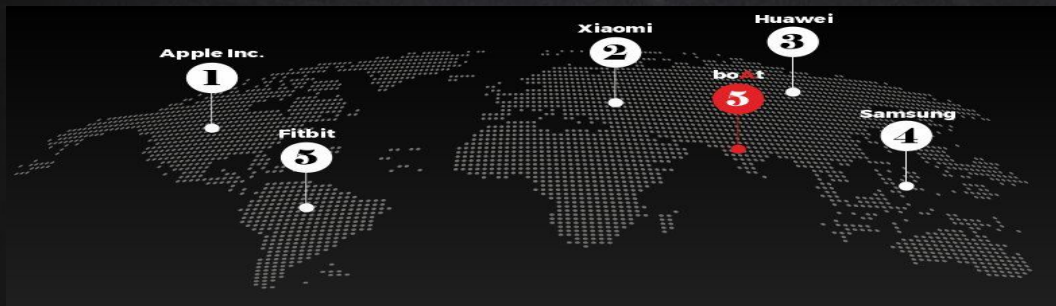 Apple Inc.
1
Fitbit
5
Xiaomi
2
boAt
5
Huawei
3
Samsung
4